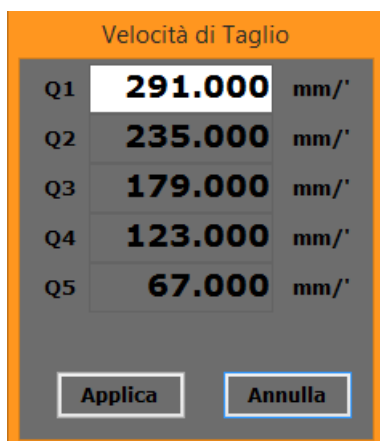 Velocità di Taglio
Q1 291.000 mm/'
Q2 235.000 mm/'
Q3 179.000 mm/'
Q4 123.000 mm/'
Q5 67.000 mm/'
Applica Annulla